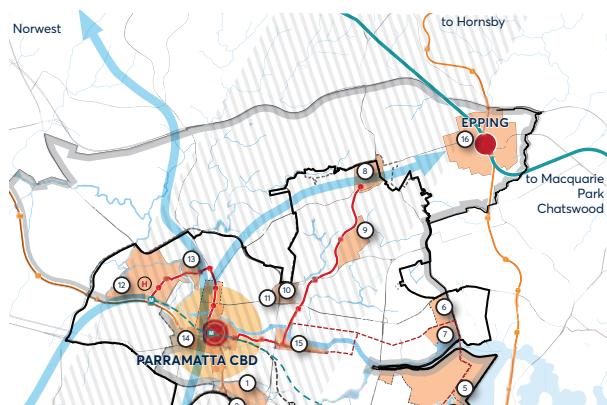 to Hornsby
Norwest
EPPING
16
8
to Macquarie
Park
Chatswood
9
13
12
H
10
11
M
6
14
M
7
15
PARRAMATTA CBD
1
5